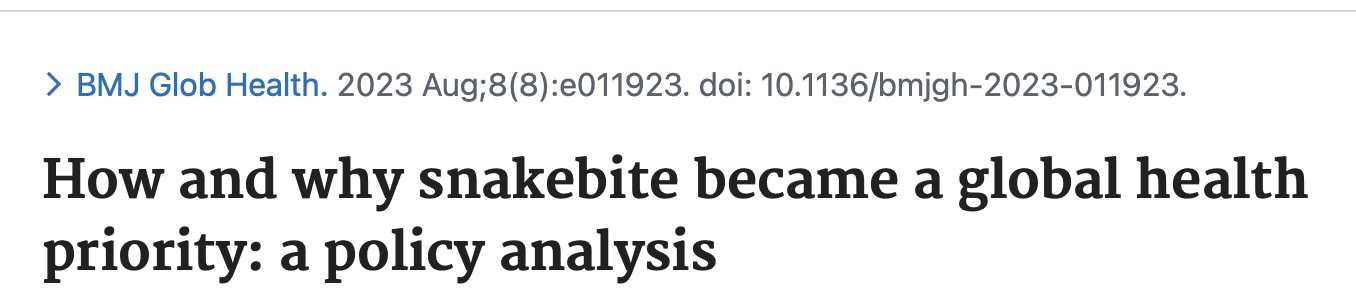 > BMJ Glob Health. 2023 Aug;8(8):e011923. doi: 10.1136/bmjgh-2023-011923.
How and why snakebite became a global health
priority: a policy analysis